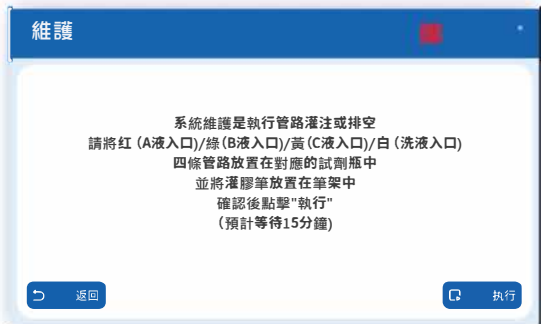 維護
系統維護是執行管路灌注或排空
請將红（A液入口)/綠（B液入口)/黃（C液入口)/白（洗液入口)
四條管路放置在對應的試劑瓶中
並將灌膠筆放置在筆架中
確認後點擊"執行"
（預計等待15分鐘)
返回
执行